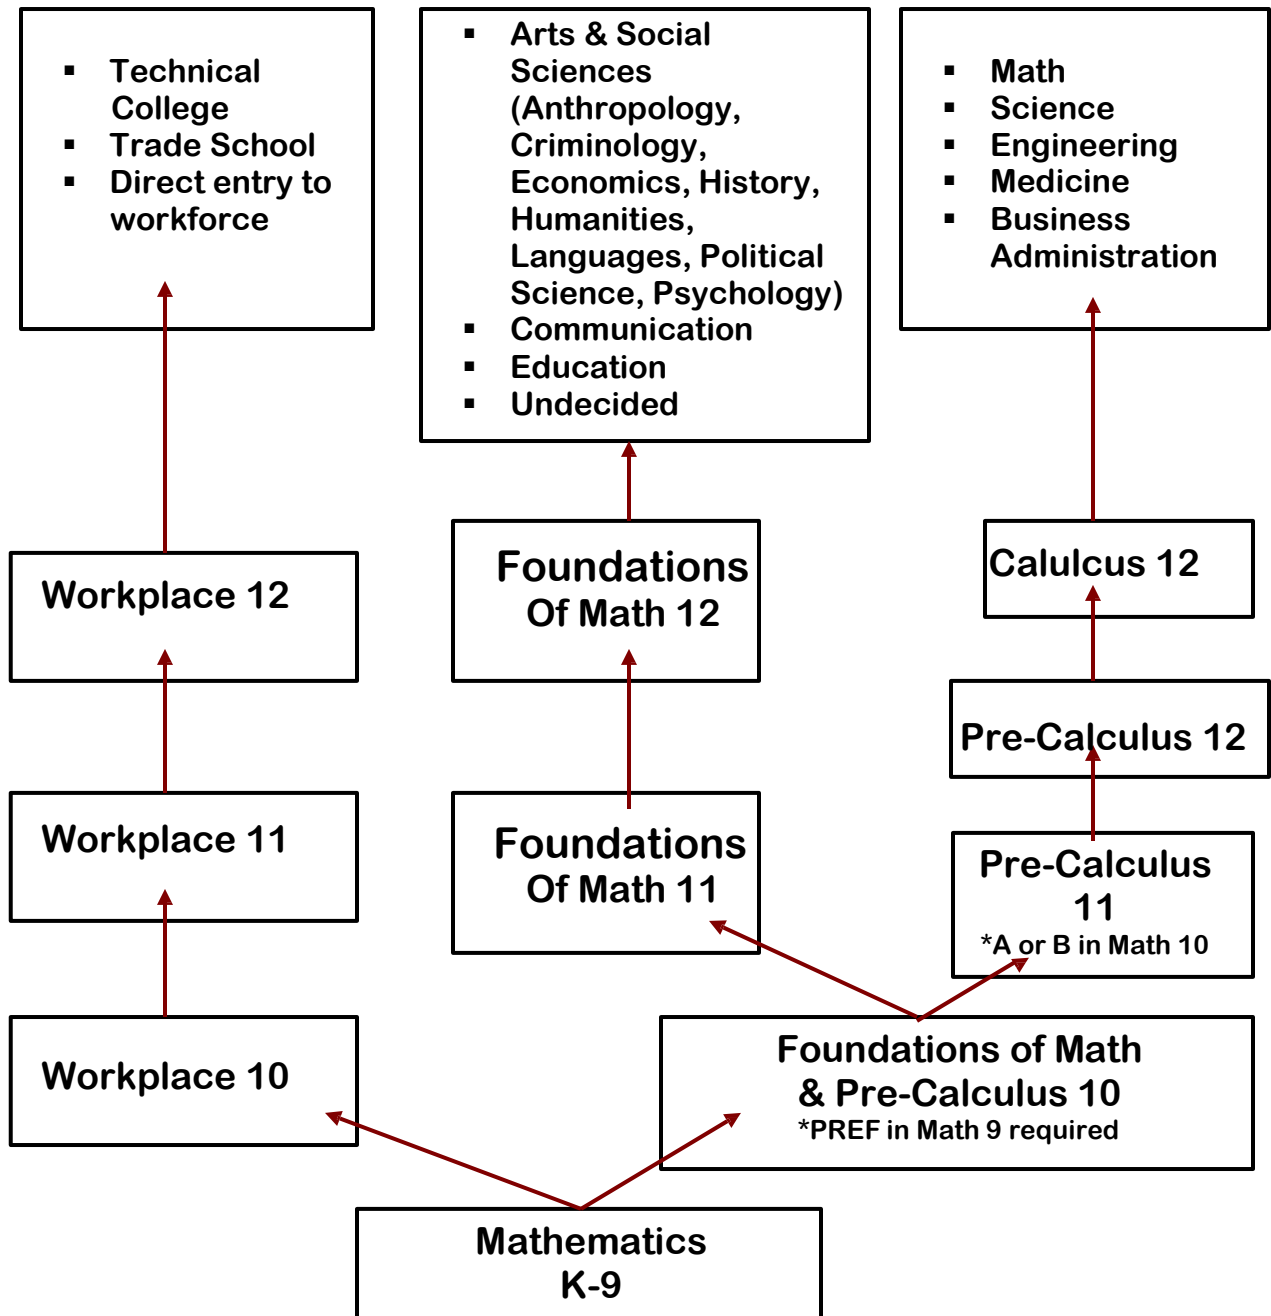 ▪ Technical
College
▪ Trade School
▪ Direct entry to
workforce
▪ Arts & Social
Sciences
(Anthropology,
Criminology,
Economics, History,
Humanities,
Languages, Political
Science, Psychology)
▪ Communication
▪ Education
▪ Undecided
▪ Math
▪ Science
▪ Engineering
▪ Medicine
▪ Business
Administration
Workplace 12
Foundations
Of Math 12
Calulcus 12
Pre-Calculus 12
Workplace 11
Foundations
Of Math 11
Pre-Calculus
11
*A or B in Math 10
Workplace 10
Foundations of Math
& Pre-Calculus 10
*PREF in Math 9 required
Mathematics
K-9